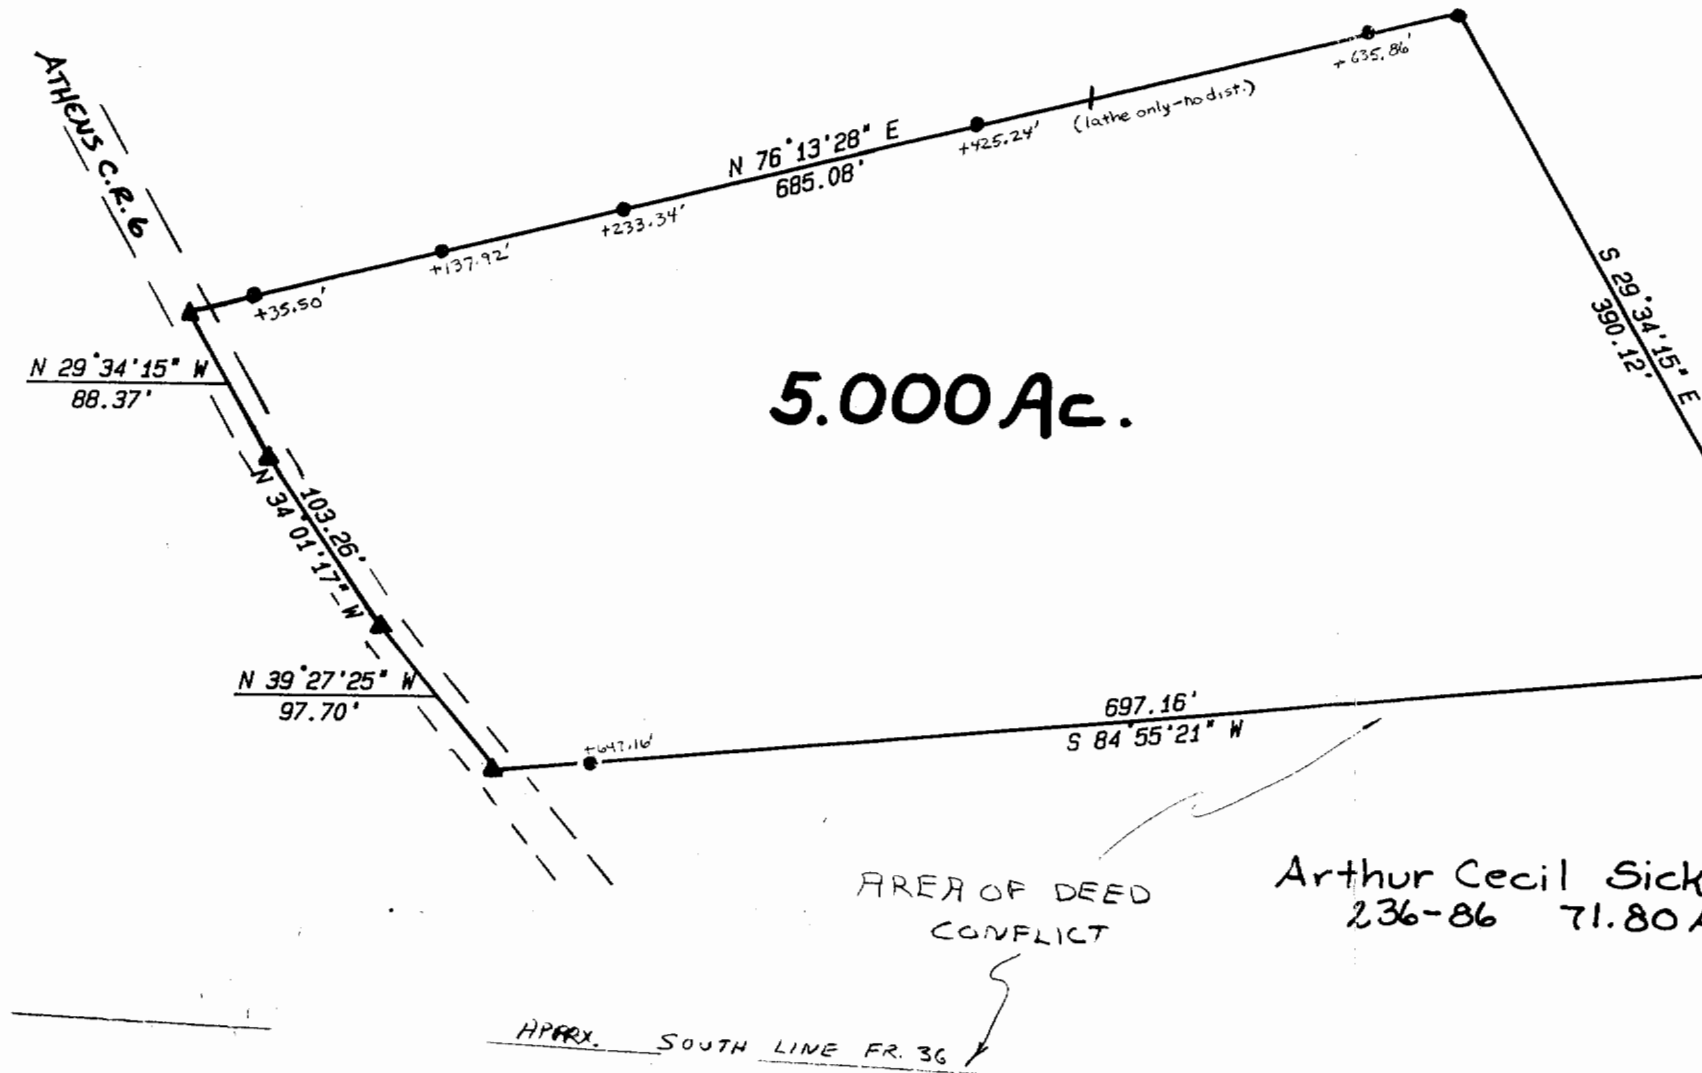 ATHENS C.R.6
+635.86'
(lathe only-no dist.)
+425.24'
N 76°13'28" E
685.08'
+233.34'
+137.92'
+35.50'
S 29°34'15" E
390.12'
N 29°34'15" W
88.37'
5.000 Ac.
103.26'
N 34°01'17" W
N 39°27'25" W
97.70'
+647.16'
697.16'
S 84°55'21" W
AREA OF DEED
CONFLICT
Arthur Cecil Sick
236-86 71.80 A
APPRX. SOUTH LINE FR. 36